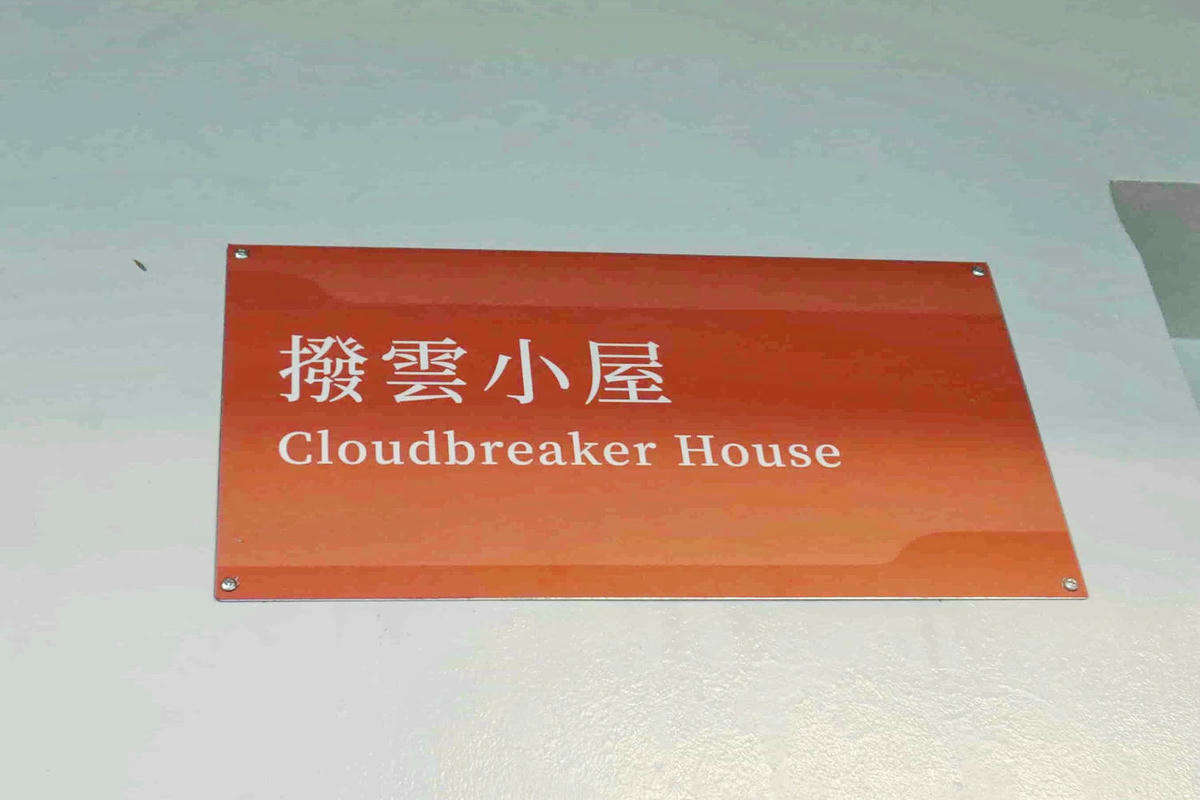 撥雲小屋
Cloudbreaker House